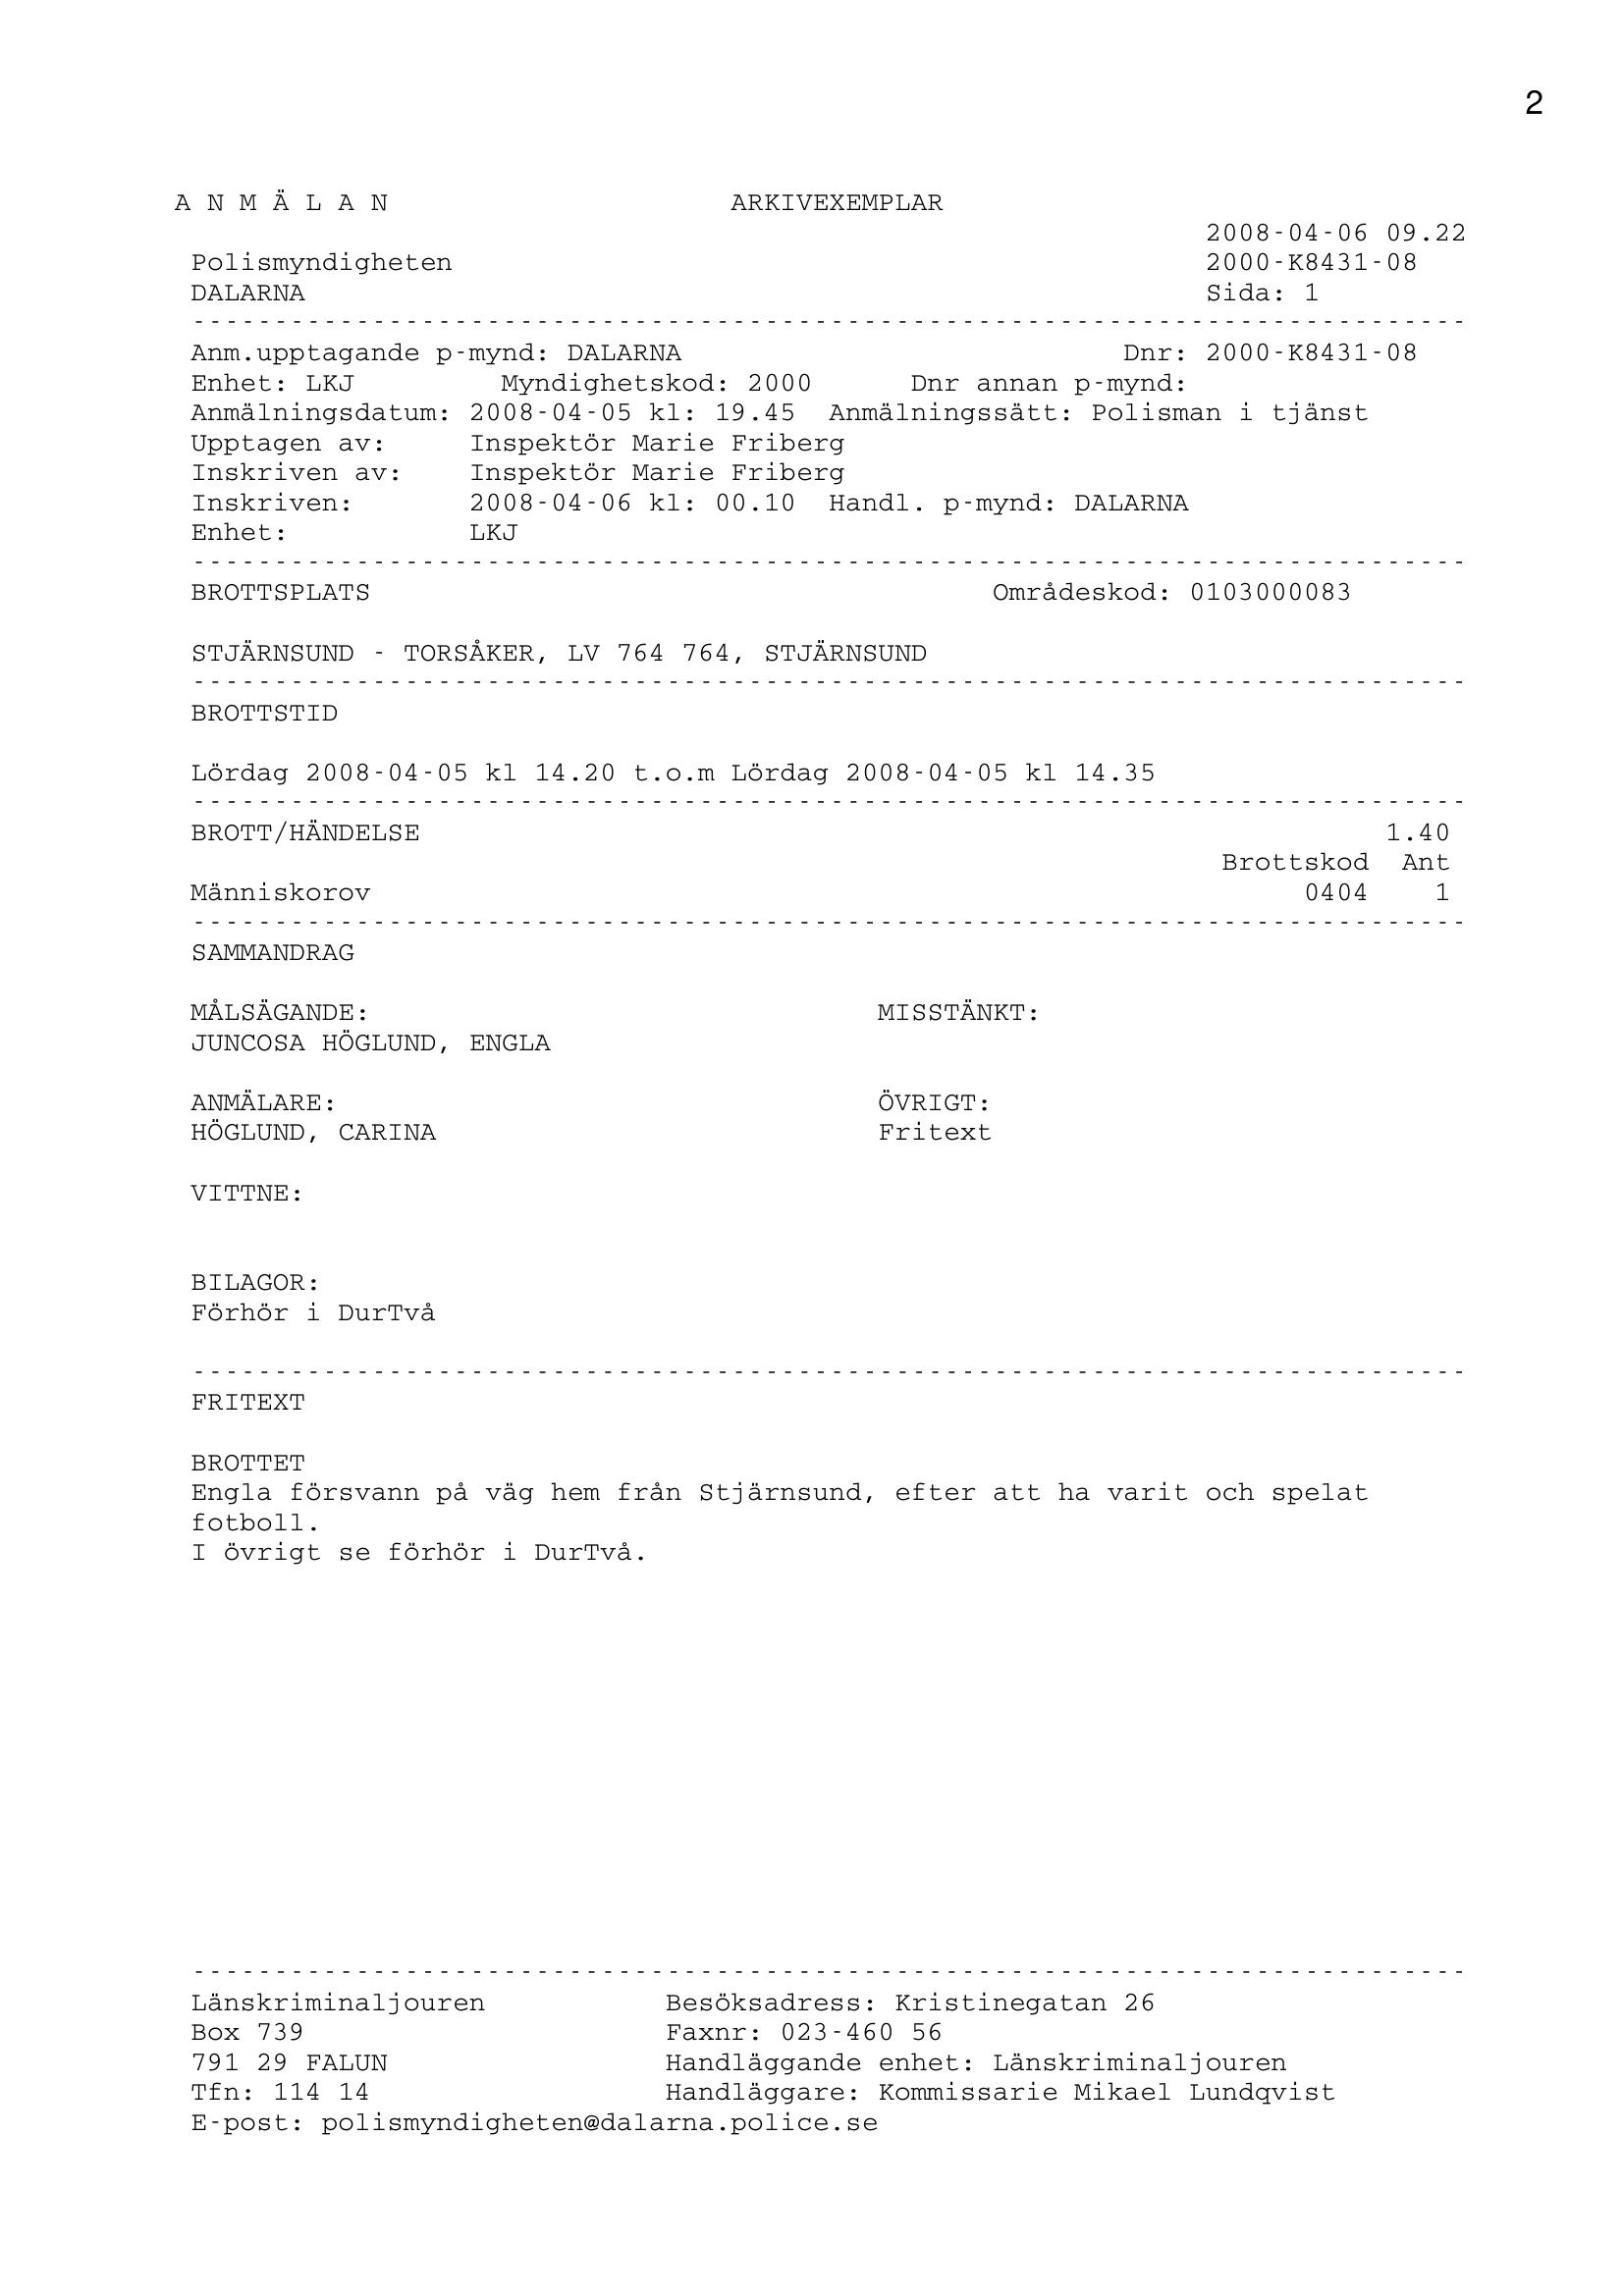 2
A N M Ä L A N ARKIVEXEMPLAR
2008-04-06 09.22
Polismyndigheten 2000-K8431-08
DALARNA Sida: 1
Anm.upptagande p-mynd: DALARNA Dnr: 2000-K8431-08
Enhet: LKJ Myndighetskod: 2000 Dnr annan p-mynd:
Anmälningsdatum: 2008-04-05 kl: 19.45 Anmälningssätt: Polisman i tjänst
Upptagen av: Inspektör Marie Friberg
Inskriven av: Inspektör Marie Friberg
Inskriven: 2008-04-06 kl: 00.10 Handl. p-mynd: DALARNA
Enhet: LKJ
BROTTSPLATS Områdeskod: 0103000083
STJÄRNSUND - TORSÅKER, LV 764 764, STJÄRNSUND
BROTTSTID
Lördag 2008-04-05 kl 14.20 t.o.m Lördag 2008-04-05 kl 14.35
BROTT/HÄNDELSE 1.40
Brottskod Ant
Människorov 0404 1
SAMMANDRAG
MÅLSÄGANDE: MISSTÄNKT:
JUNCOSA HÖGLUND, ENGLA
ANMÄLARE: ÖVRIGT:
HÖGLUND, CARINA Fritext
VITTNE:
BILAGOR:
Förhör i DurTvå
FRITEXT
BROTTET
Engla försvann på väg hem från Stjärnsund, efter att ha varit och spelat
fotboll.
I övrigt se förhör i DurTvå.
Länskriminaljouren Besöksadress: Kristinegatan 26
Box 739 Faxnr: 023-460 56
791 29 FALUN Handläggande enhet: Länskriminaljouren
Tfn: 114 14 Handläggare: Kommissarie Mikael Lundqvist
E-post: polismyndigheten@dalarna.police.se